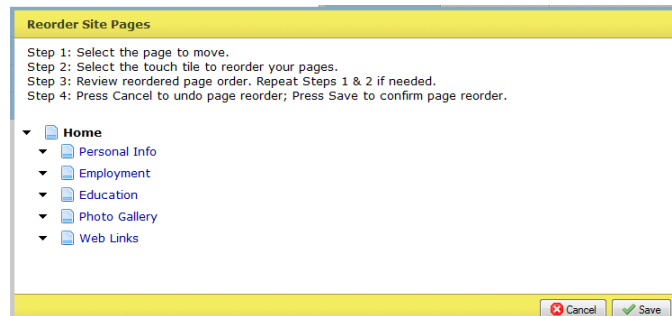 Reorder Site Pages
Step 1: Select the page to move.
Step 2: Select the touch tile to reorder your pages.
Step 3: Review reordered page order. Repeat Steps 1 & 2 if needed.
Step 4: Press Cancel to undo page reorder; Press Save to confirm page reorder.
Home
Personal Info
Employment
Education
Photo Gallery
Web Links
Cancel Save